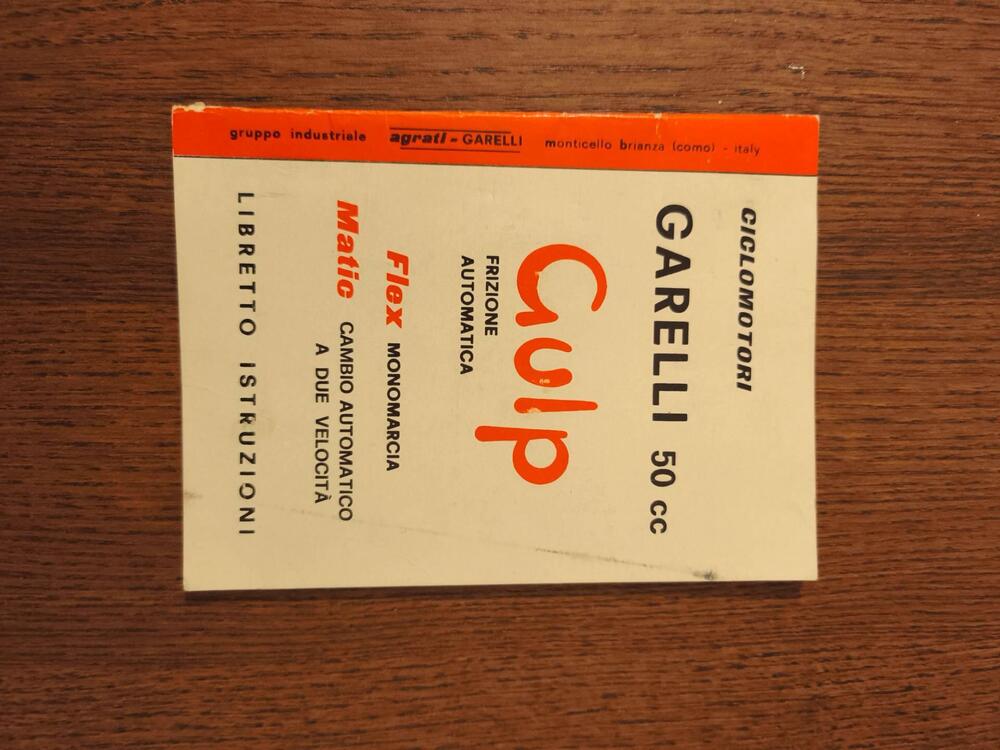 gruppo industriale agrati - GARELLI monticello brianza (como) - italy
CICLOMOTORI
GARELLI 50 cc
Gulp
FRIZIONE
AUTOMATICA
Flex MONOMARCIA
Matic CAMBIO AUTOMATICO
A DUE VELOCITÀ
LIBRETTO ISTRUZIONI